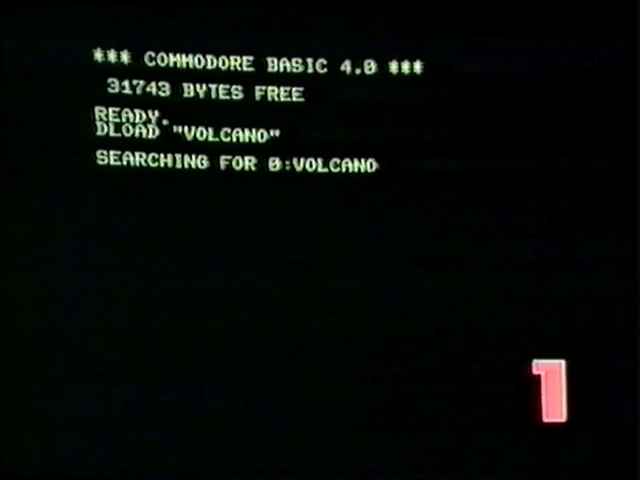 *** COMMODORE BASIC 4.0 ***
31743 BYTES FREE
READY.
DLOAD "VOLCANO"
SEARCHING FOR 0:VOLCANO
1